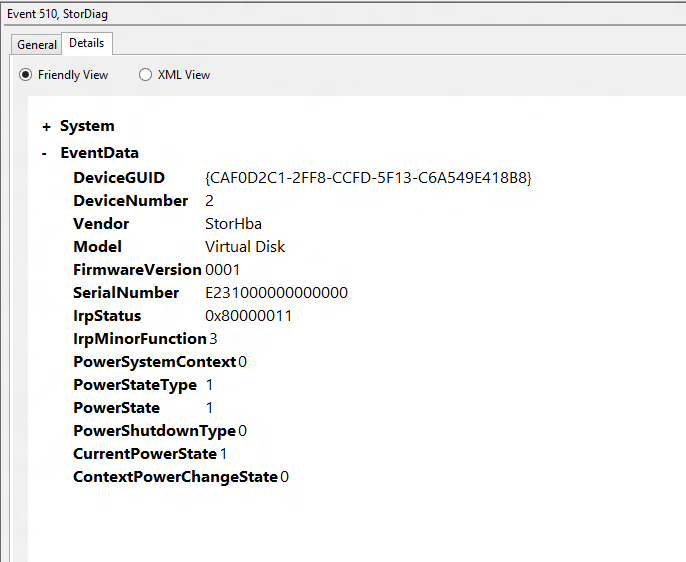 Event 510, StorDiag
General Details
Friendly View XML View
+ System
- EventData
DeviceGUID {CAF0D2C1-2FF8-CCFD-5F13-C6A549E418B8}
DeviceNumber 2
Vendor StorHba
Model Virtual Disk
FirmwareVersion 0001
SerialNumber E231000000000000
IrpStatus 0x80000011
IrpMinorFunction 3
PowerSystemContext 0
PowerStateType 1
PowerState 1
PowerShutdownType 0
CurrentPowerState 1
ContextPowerChangeState 0